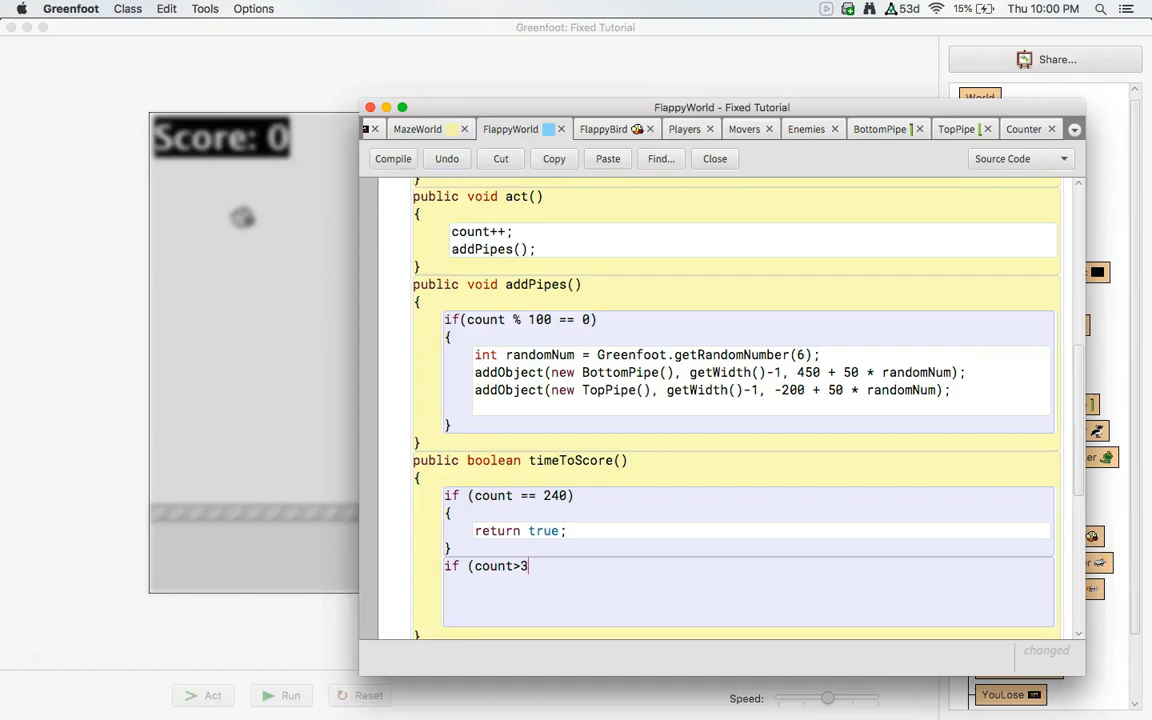 Greenfoot Class Edit Tools Options 53d 15% Thu 10:00 PM
Greenfoot: Fixed Tutorial
Share...
World
Score: 0
FlappyWorld - Fixed Tutorial
MazeWorld FlappyWorld FlappyBird Players Movers Enemies BottomPipe TopPipe Counter
Compile Undo Cut Copy Paste Find... Close Source Code
}
public void act()
{
count++;
addPipes();
}
public void addPipes()
{
if(count % 100 == 0)
{
int randomNum = Greenfoot.getRandomNumber(6);
addObject(new BottomPipe(), getWidth()-1, 450 + 50 * randomNum);
addObject(new TopPipe(), getWidth()-1, -200 + 50 * randomNum);
}
}
public boolean timeToScore()
{
if (count == 240)
{
return true;
}
if (count>3
}
changed
er
er
er
YouLose
Act Run Reset Speed: